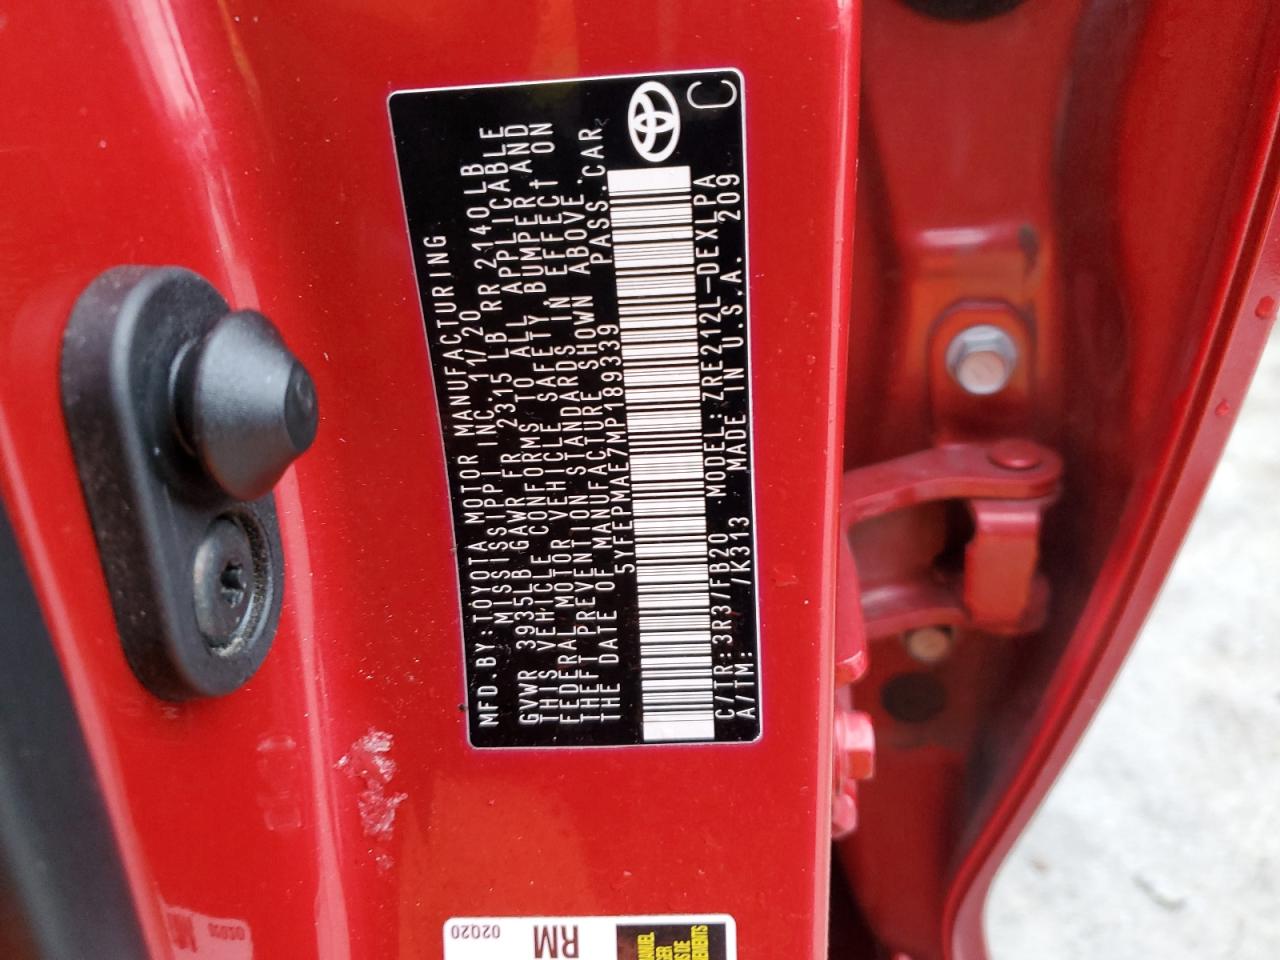 MFD.BY:TOYOTA MOTOR MANUFACTURING
MISSISSIPPI INC. 11/20
GVWR 3935LB GAWR FR 2315 LB RR 2140 LB
THIS VEHICLE CONFORMS TO ALL APPLICABLE
FEDERAL MOTOR VEHICLE SAFETY, BUMPER AND
THEFT PREVENTION STANDARDS IN EFFECT ON
THE DATE OF MANUFACTURE SHOWN ABOVE.
5YFEPMAE7MP189339 PASS.CAR
C/TR:3R3/FB20 MODEL:ZRE212L-DEXLPA
A/TM: /K313 MADE IN U.S.A. 209
C
02020
RM